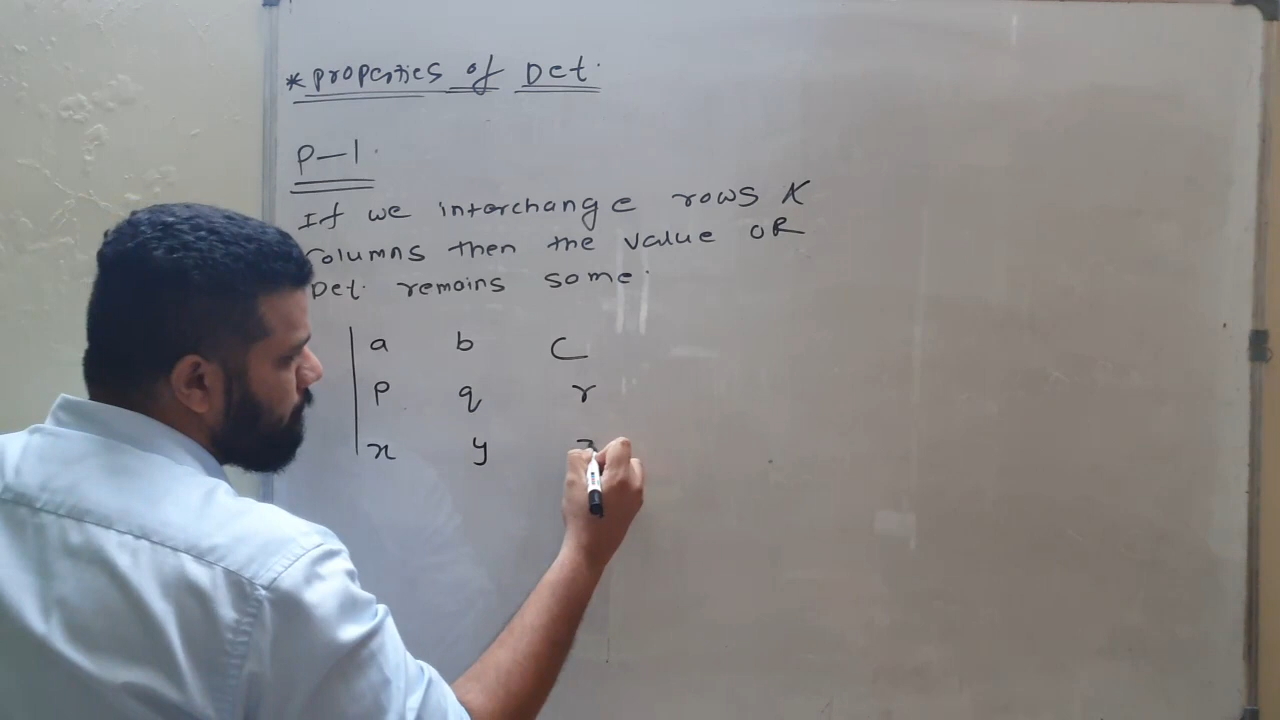 *Properties of Det.
P-1.
If we interchange rows &
Columns then the value OR
Det. remains same.
a b c
p q r
x y z